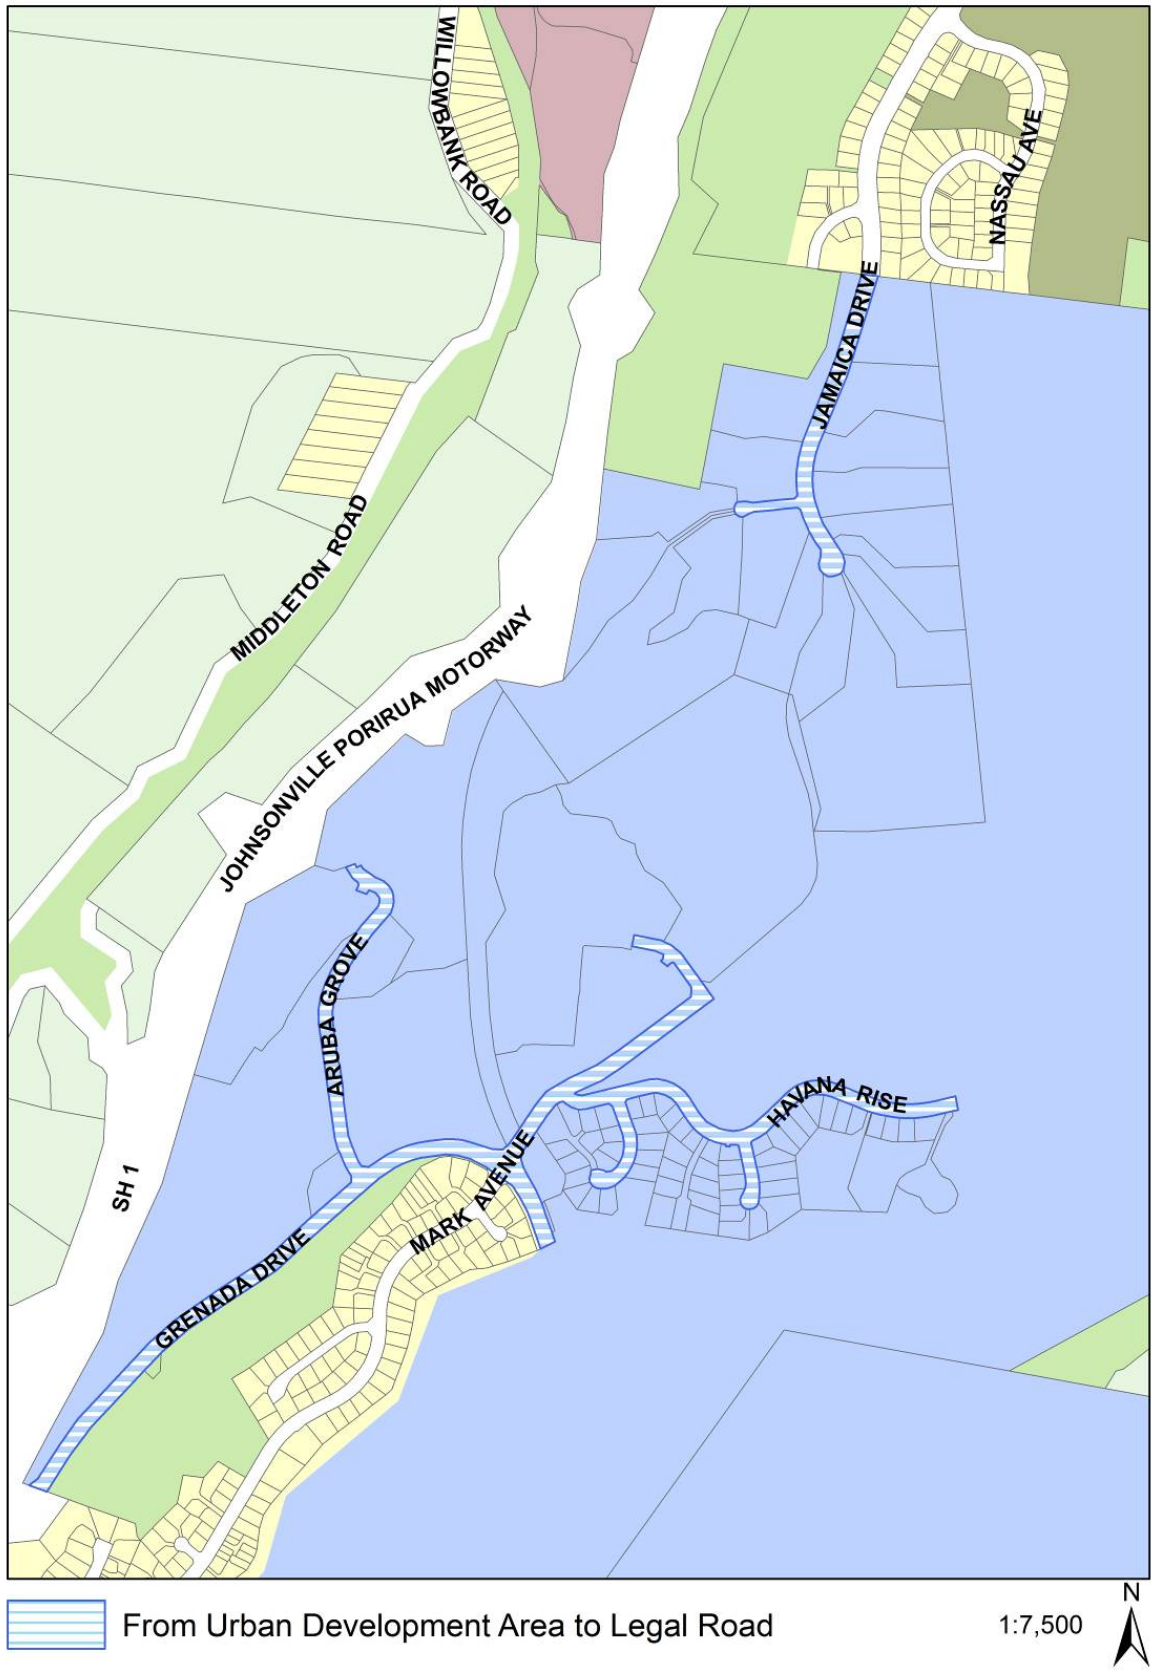 WILLOWBANK ROAD
NASSAU AVE
JAMAICA DRIVE
MIDDLETON ROAD
JOHNSONVILLE PORIRUA MOTORWAY
ARUBA GROVE
HAVANA RISE
SH 1
MARK AVENUE
GRENADA DRIVE
From Urban Development Area to Legal Road
1:7,500
N